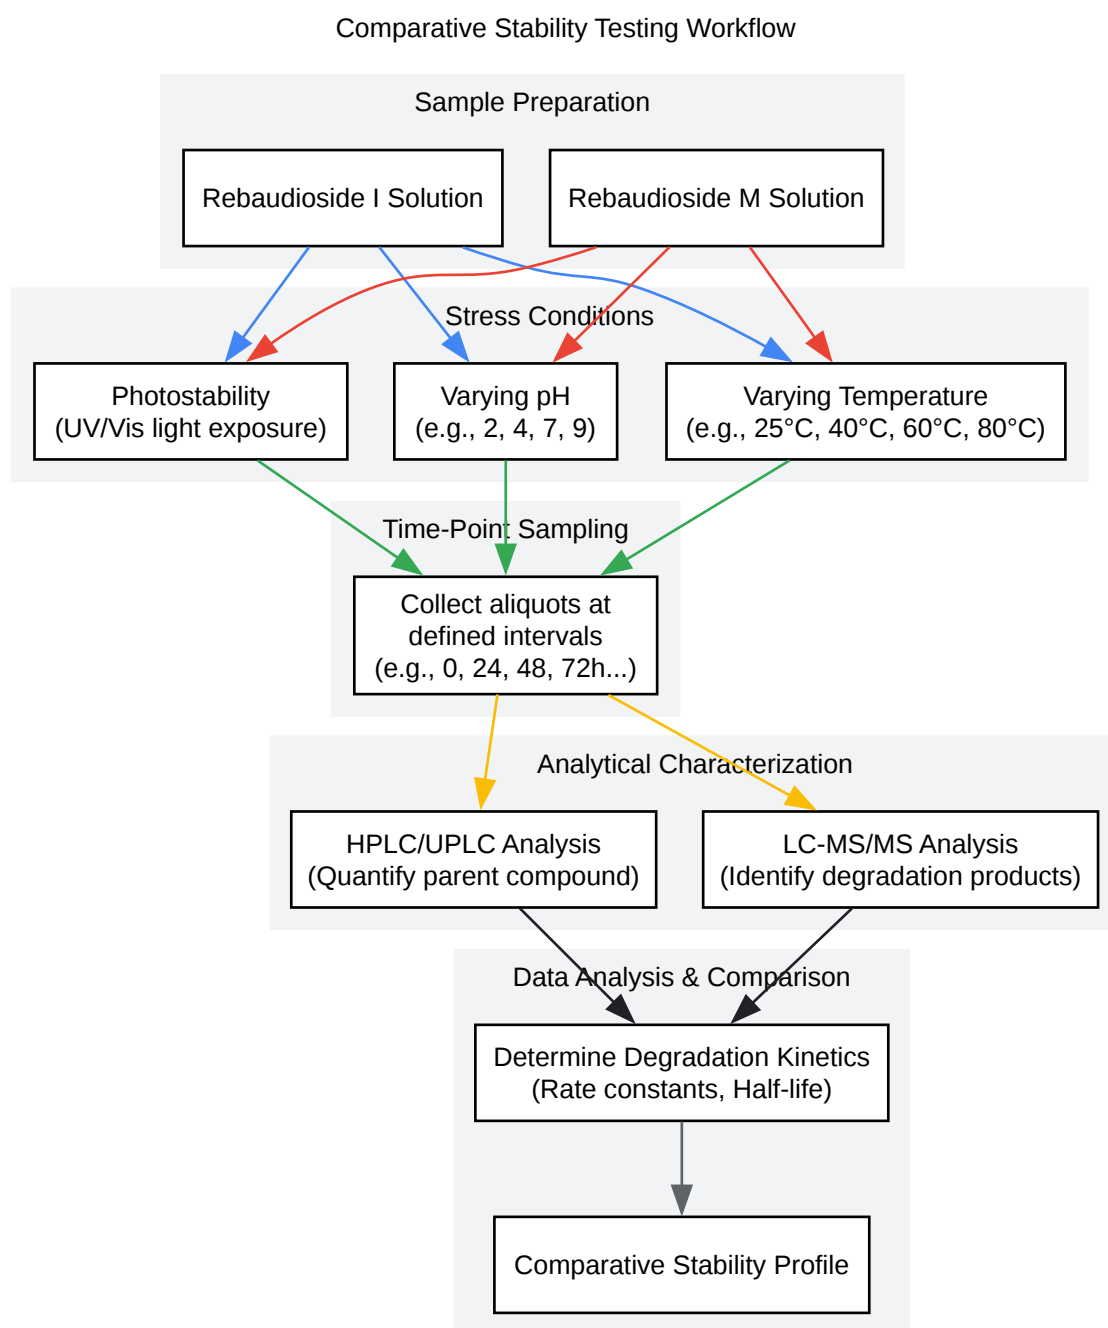 Comparative Stability Testing Workflow
Sample Preparation
Rebaudioside I Solution
Rebaudioside M Solution
Stress Conditions
Photostability
(UV/Vis light exposure)
Varying pH
(e.g., 2, 4, 7, 9)
Varying Temperature
(e.g., 25°C, 40°C, 60°C, 80°C)
Time-Point Sampling
Collect aliquots at
defined intervals
(e.g., 0, 24, 48, 72h...)
Analytical Characterization
HPLC/UPLC Analysis
(Quantify parent compound)
LC-MS/MS Analysis
(Identify degradation products)
Data Analysis & Comparison
Determine Degradation Kinetics
(Rate constants, Half-life)
Comparative Stability Profile